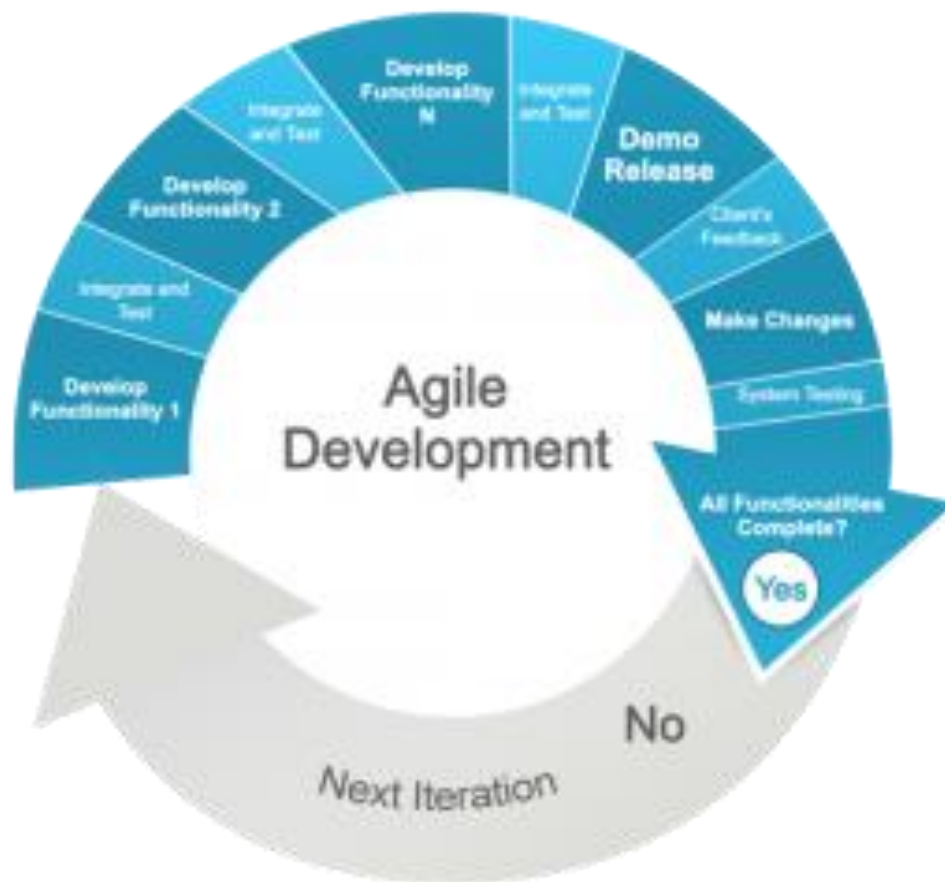 Develop
Functionality 1
Integrate and
Test
Develop
Functionality 2
Integrate
and Test
Develop
Functionality
N
Integrate
and Test
Demo
Release
Client's
Feedback
Make Changes
System Testing
All Functionalities
Complete?
Yes
No
Next Iteration
Agile
Development